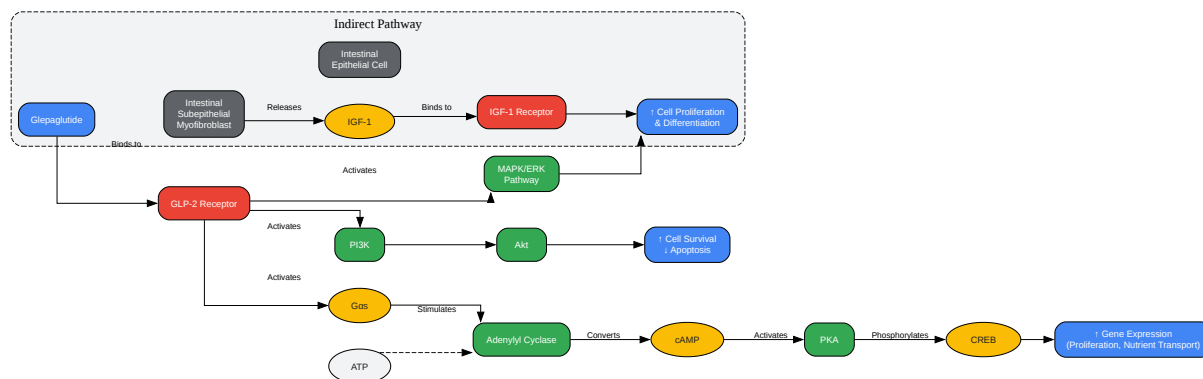 Indirect Pathway
Intestinal
Epithelial Cell
Glepaglutide
Intestinal
Subepithelial
Myofibroblast
Releases
IGF-1
Binds to
IGF-1 Receptor
↑ Cell Proliferation
& Differentiation
Binds to
Activates
MAPK/ERK
Pathway
GLP-2 Receptor
Activates
PI3K
Akt
↑ Cell Survival
↓ Apoptosis
Activates
Gαs
Stimulates
Adenylyl Cyclase
Converts
cAMP
Activates
PKA
Phosphorylates
CREB
↑ Gene Expression
(Proliferation, Nutrient Transport)
ATP